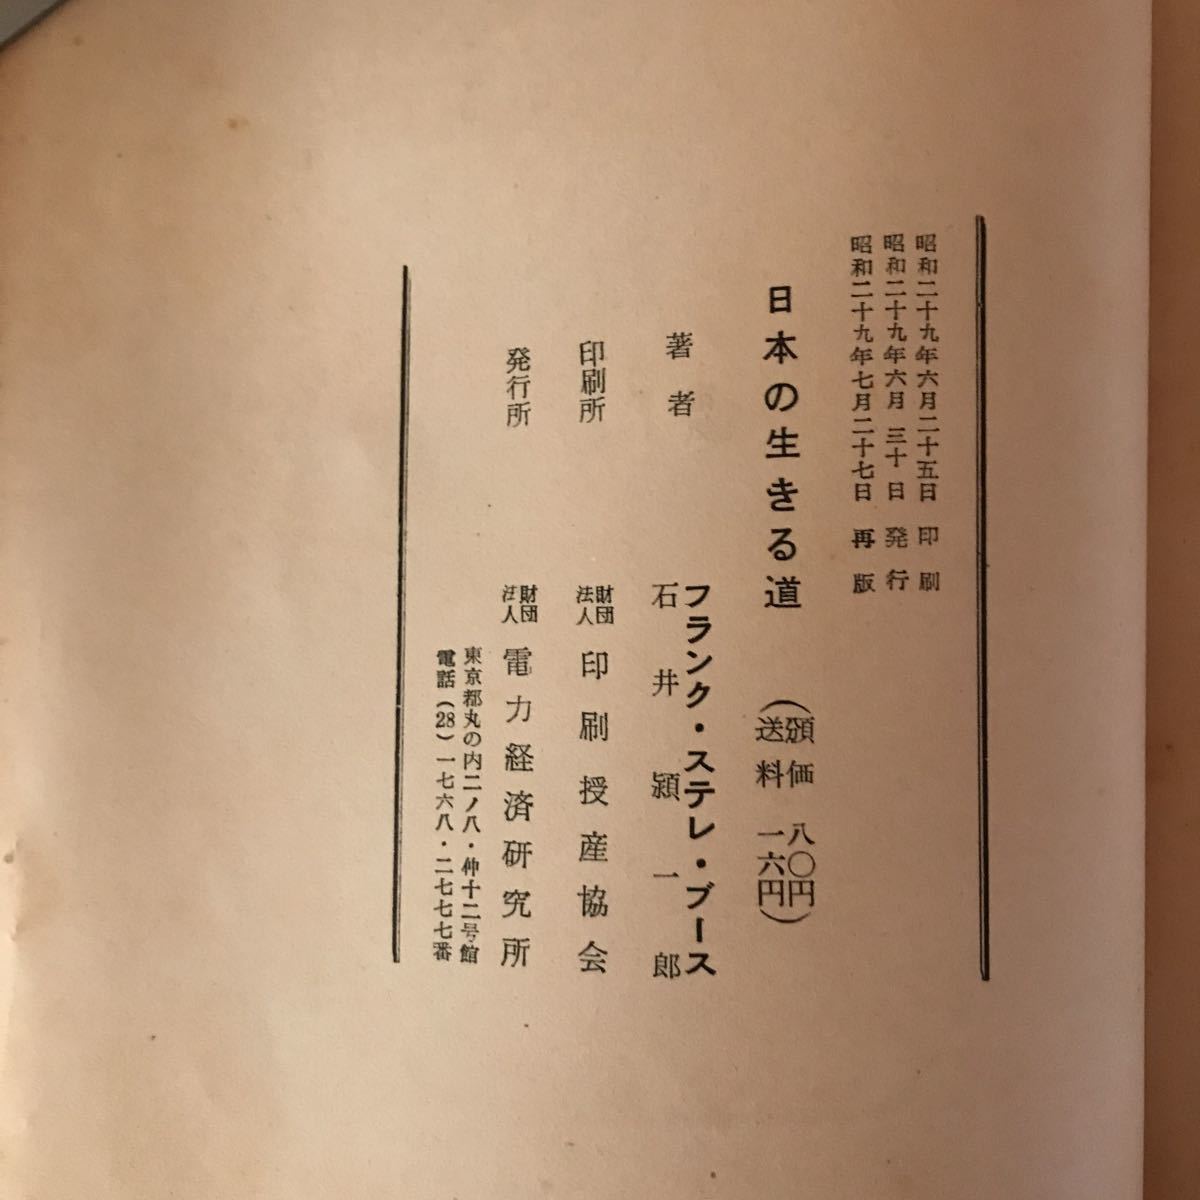 昭和二十九年六月二十五日 印刷
昭和二十九年六月三十日 発行
昭和二十九年七月二十七日 再版
日本の生きる道
(頒価 八〇円
送料 一六円)
著者
フランク・ステレ・ブース
石井頴一郎
印刷所
財団法人 印刷授産協会
発行所
財団法人 電力経済研究所
東京都丸の内二ノ八・仲十二号館
電話(28)一七六八・二七七七番